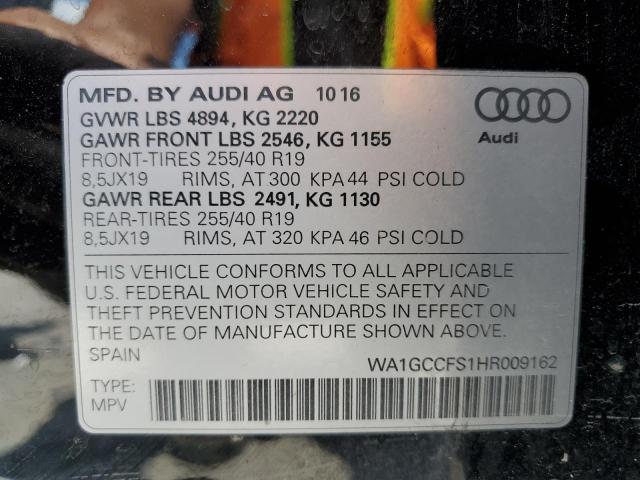 MFD. BY AUDI AG 10 16
GVWR LBS 4894, KG 2220
GAWR FRONT LBS 2546, KG 1155
FRONT-TIRES 255/40 R19
8,5JX19 RIMS, AT 300 KPA 44 PSI COLD
GAWR REAR LBS 2491, KG 1130
REAR-TIRES 255/40 R19
8,5JX19 RIMS, AT 320 KPA 46 PSI COLD
Audi
THIS VEHICLE CONFORMS TO ALL APPLICABLE
U.S. FEDERAL MOTOR VEHICLE SAFETY AND
THEFT PREVENTION STANDARDS IN EFFECT ON
THE DATE OF MANUFACTURE SHOWN ABOVE.
SPAIN
WA1GCCFS1HR009162
TYPE:
MPV